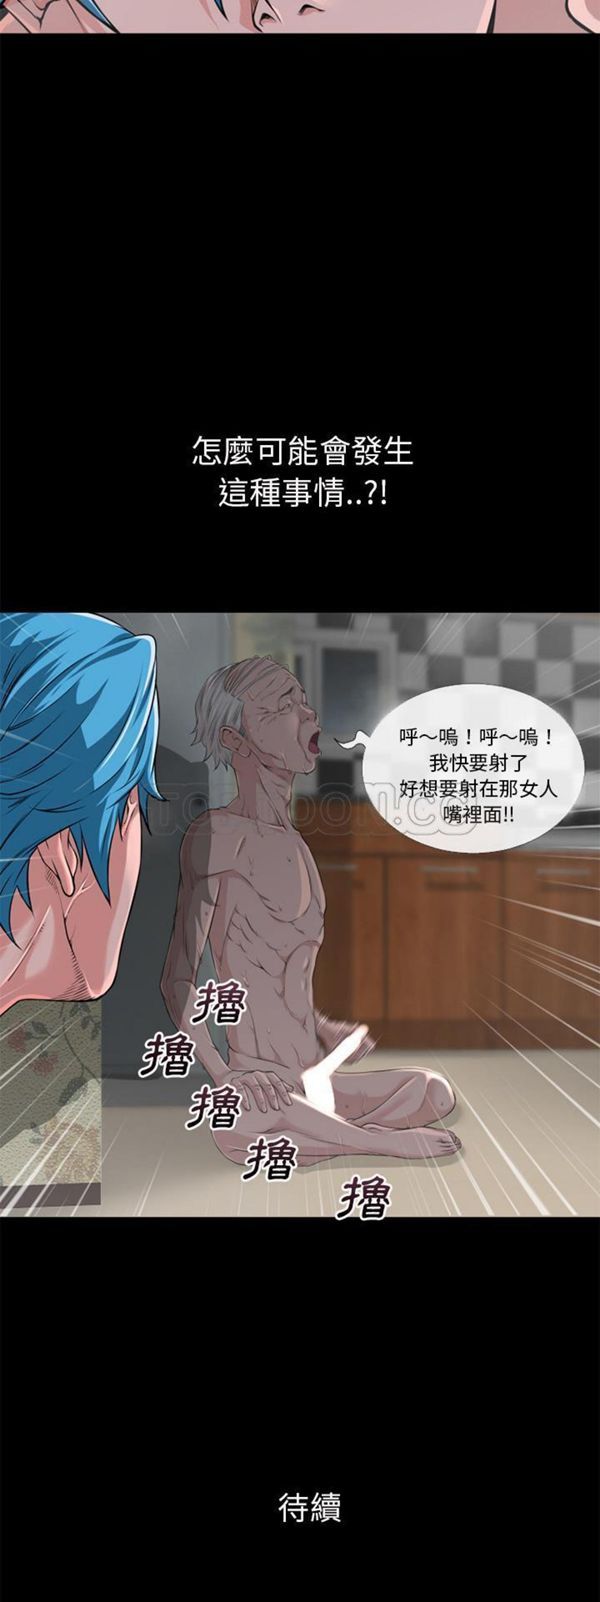 怎麼可能會發生
這種事情..?!
呼～嗚！呼～嗚！
我快要射了
好想要射在那女人
嘴裡面!!
TOPTOON.CC
擼
擼
擼
擼
擼
待續